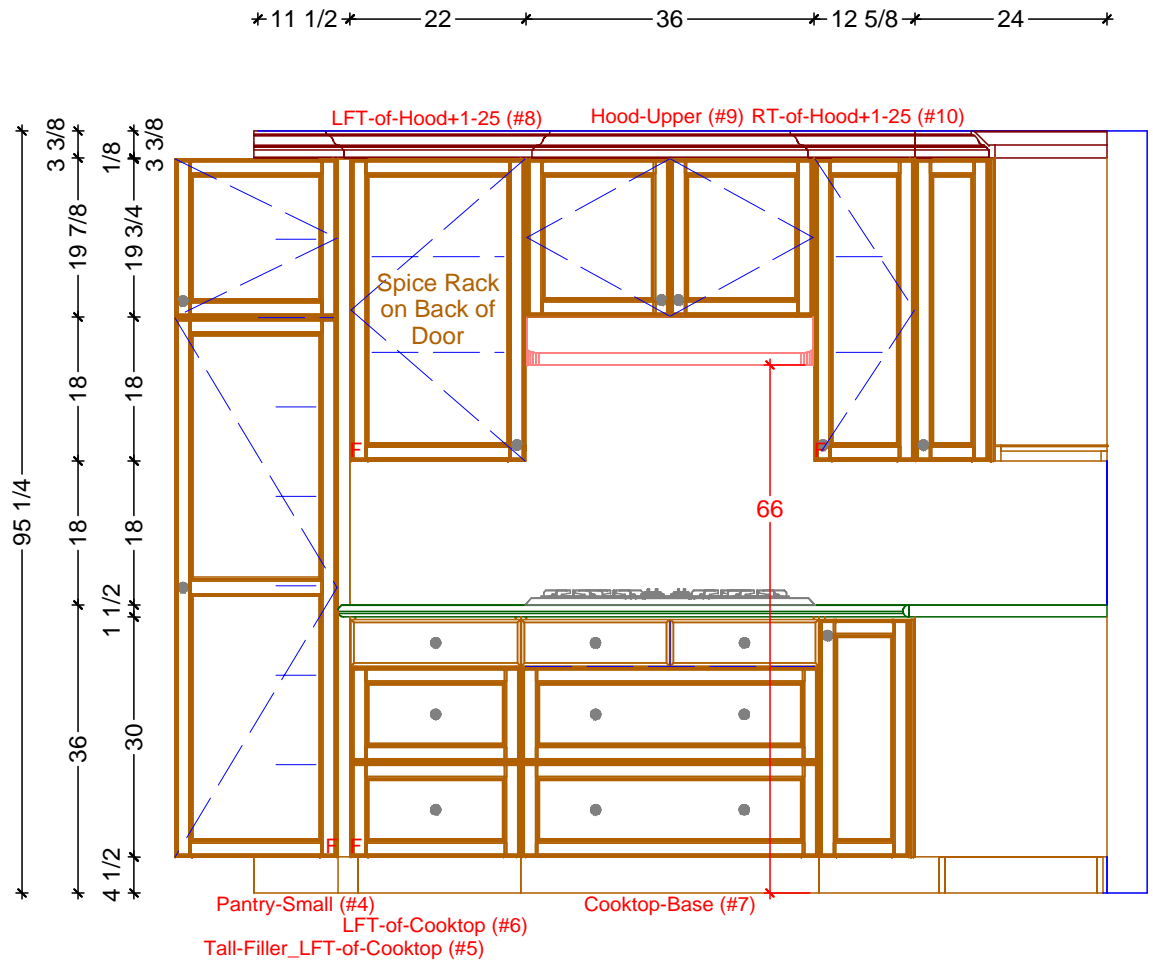 11 1/2
22
36
12 5/8
24
LFT-of-Hood+1-25 (#8)
Hood-Upper (#9)
RT-of-Hood+1-25 (#10)
3 3/8
1/8
3 3/8
19 7/8
19 3/4
Spice Rack
on Back of
Door
18
18
F
F
95 1/4
18
18
66
1 1/2
36
30
F
F
4 1/2
Pantry-Small (#4)
Cooktop-Base (#7)
LFT-of-Cooktop (#6)
Tall-Filler_LFT-of-Cooktop (#5)